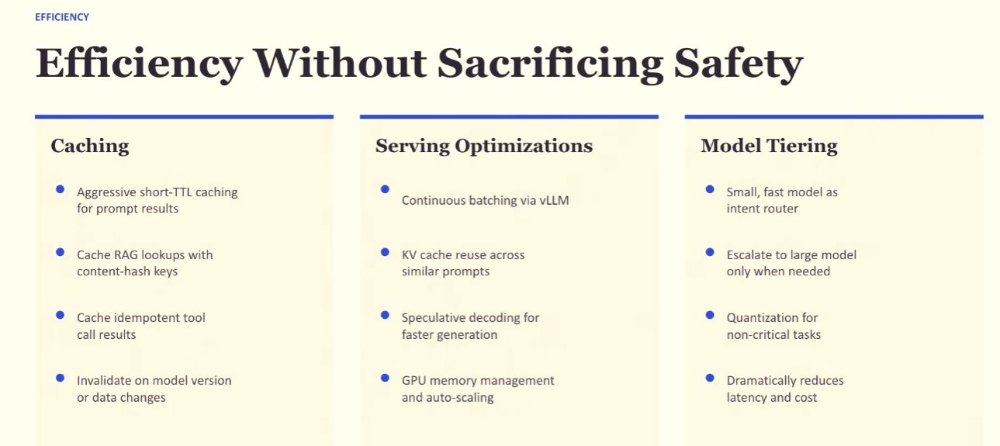 EFFICIENCY
Efficiency Without Sacrificing Safety
Caching
Aggressive short-TTL caching
for prompt results
Cache RAG lookups with
content-hash keys
Cache idempotent tool
call results
Invalidate on model version
or data changes
Serving Optimizations
Continuous batching via vLLM
KV cache reuse across
similar prompts
Speculative decoding for
faster generation
GPU memory management
and auto-scaling
Model Tiering
Small, fast model as
intent router
Escalate to large model
only when needed
Quantization for
non-critical tasks
Dramatically reduces
latency and cost